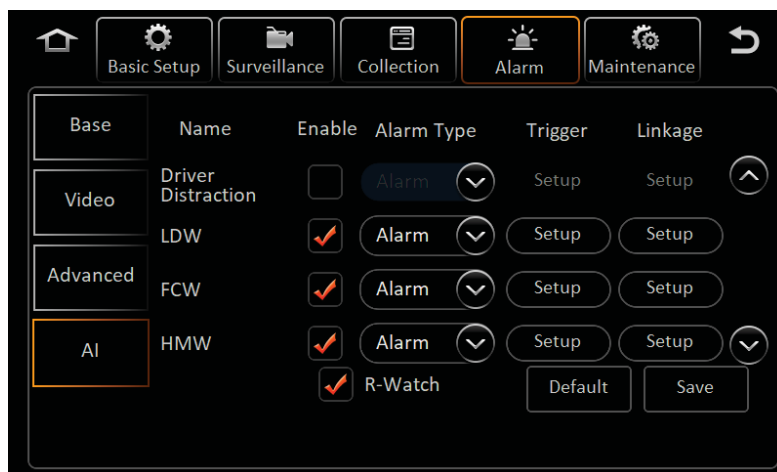 Basic Setup Surveillance Collection Alarm Maintenance
Base
Video
Advanced
AI
Name Enable Alarm Type Trigger Linkage
Driver
Distraction Alarm Setup Setup
LDW Alarm Setup Setup
FCW Alarm Setup Setup
HMW Alarm Setup Setup
R-Watch Default Save